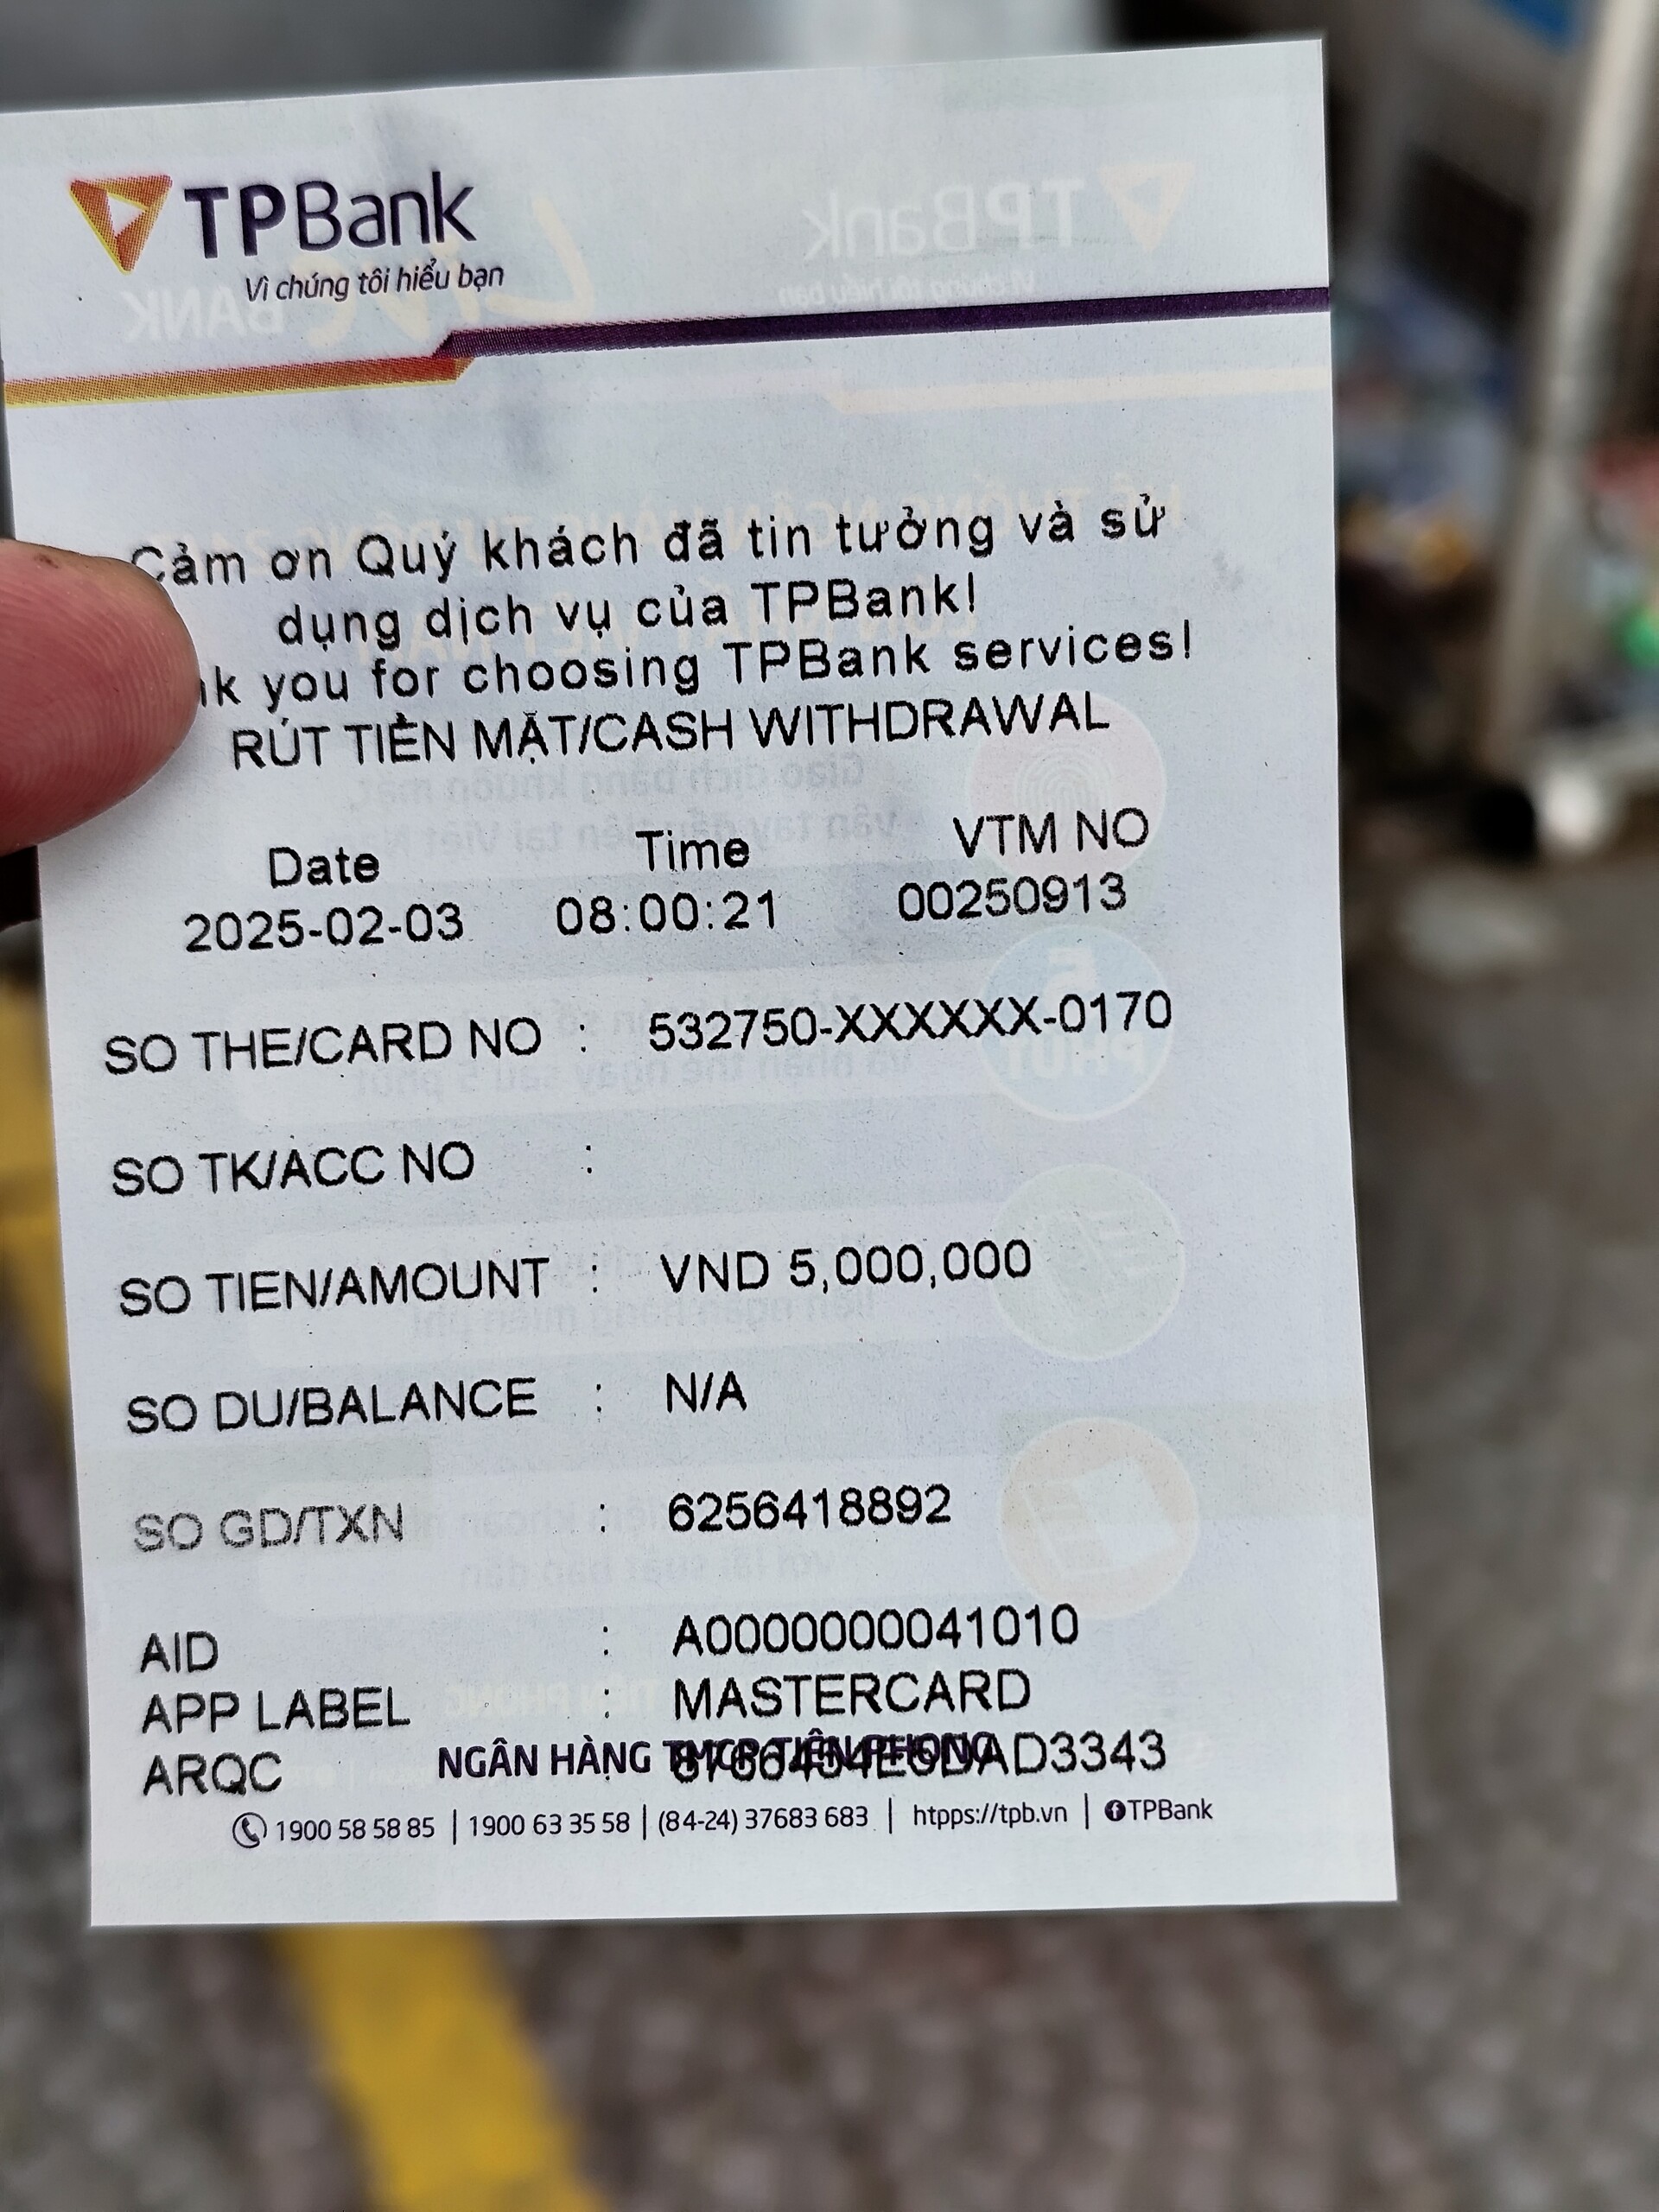 TPBank
Vì chúng tôi hiểu bạn
Cảm ơn Quý khách đã tin tưởng và sử
dụng dịch vụ của TPBank!
you for choosing TPBank services!
RÚT TIỀN MẶT/CASH WITHDRAWAL
Date Time VTM NO
2025-02-03 08:00:21 00250913
SO THE/CARD NO : 532750-XXXXXX-0170
SO TK/ACC NO :
SO TIEN/AMOUNT : VND 5,000,000
SO DU/BALANCE : N/A
SO GD/TXN : 6256418892
AID : A0000000041010
APP LABEL : MASTERCARD
ARQC
NGÂN HÀNG TMCP TIÊN PHONG
1900 58 58 85 | 1900 63 35 58 | (84-24) 37683 683 | htpps://tpb.vn | TPBank